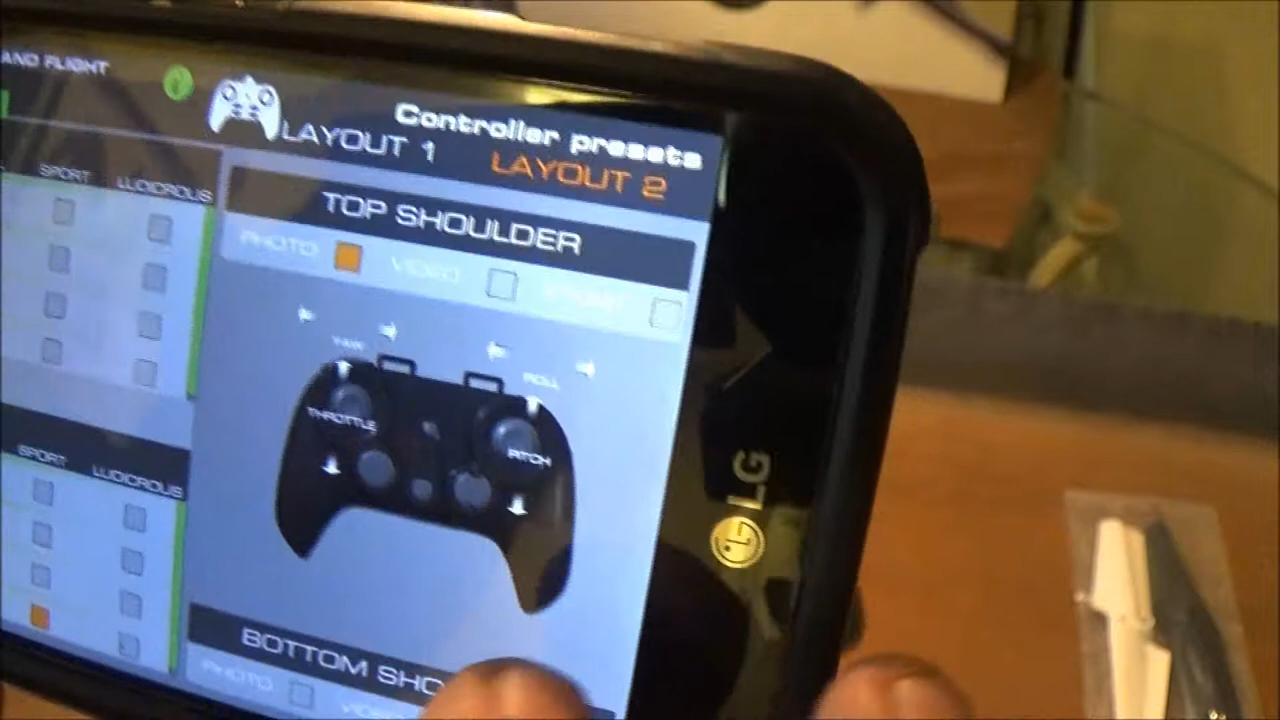 AND FLIGHT
Controller presets
LAYOUT 1 LAYOUT 2
SPORT LUDICROUS
TOP SHOULDER
PHOTO VIDEO
YAW
ROLL
THROTTLE
PITCH
SPORT LUDICROUS
BOTTOM SHO
PHOTO VIDEO
LG